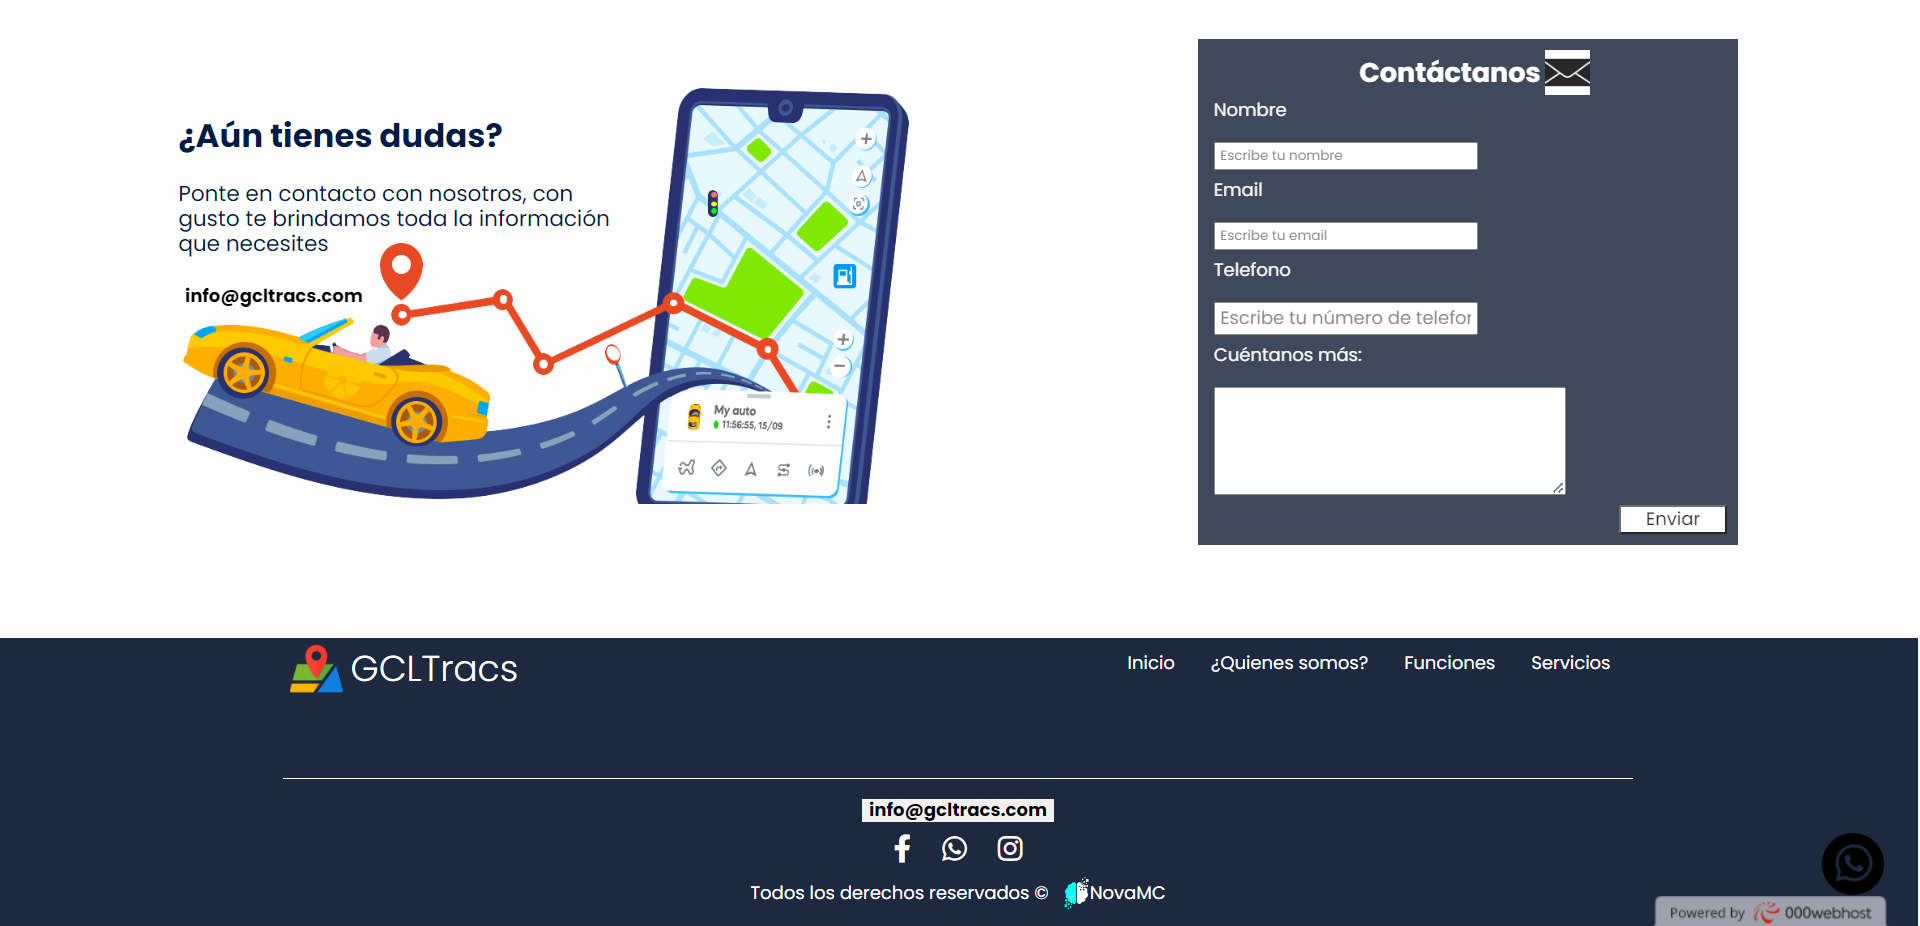 ¿Aún tienes dudas?
Ponte en contacto con nosotros, con
gusto te brindamos toda la información
que necesites
info@gcltracs.com
My auto
11:56:55, 15/09
Contáctanos
Nombre
Escribe tu nombre
Email
Escribe tu email
Telefono
Escribe tu número de telefor
Cuéntanos más:
Enviar
GCLTracs
Inicio ¿Quienes somos? Funciones Servicios
info@gcltracs.com
Todos los derechos reservados © NovaMC
Powered by 000webhost